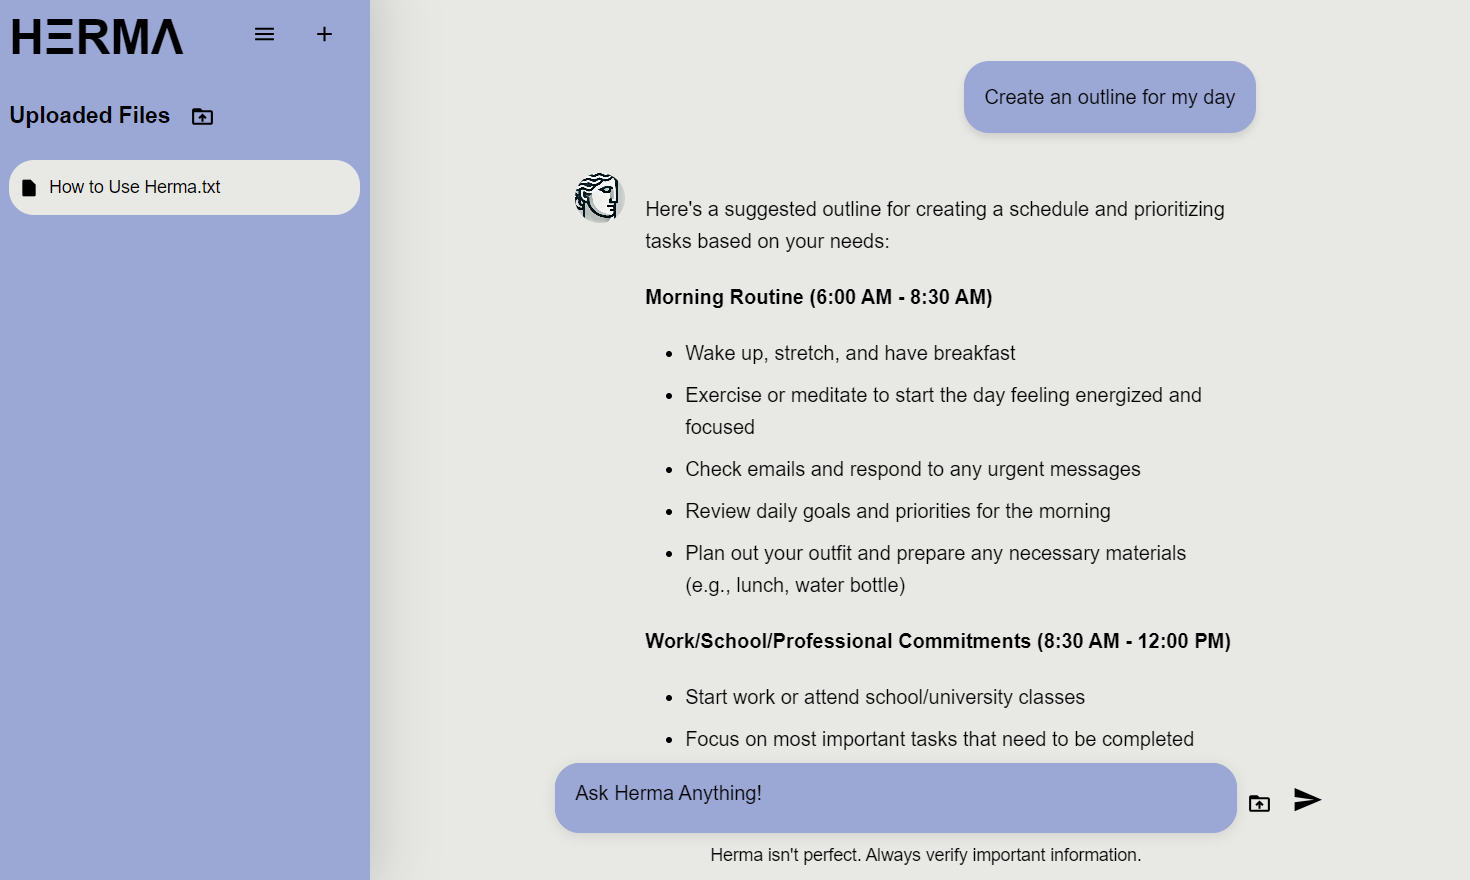 HERMA
Uploaded Files
How to Use Herma.txt
Create an outline for my day
Here's a suggested outline for creating a schedule and prioritizing
tasks based on your needs:
Morning Routine (6:00 AM - 8:30 AM)
• Wake up, stretch, and have breakfast
• Exercise or meditate to start the day feeling energized and
focused
• Check emails and respond to any urgent messages
• Review daily goals and priorities for the morning
• Plan out your outfit and prepare any necessary materials
(e.g., lunch, water bottle)
Work/School/Professional Commitments (8:30 AM - 12:00 PM)
• Start work or attend school/university classes
• Focus on most important tasks that need to be completed
Ask Herma Anything!
Herma isn't perfect. Always verify important information.